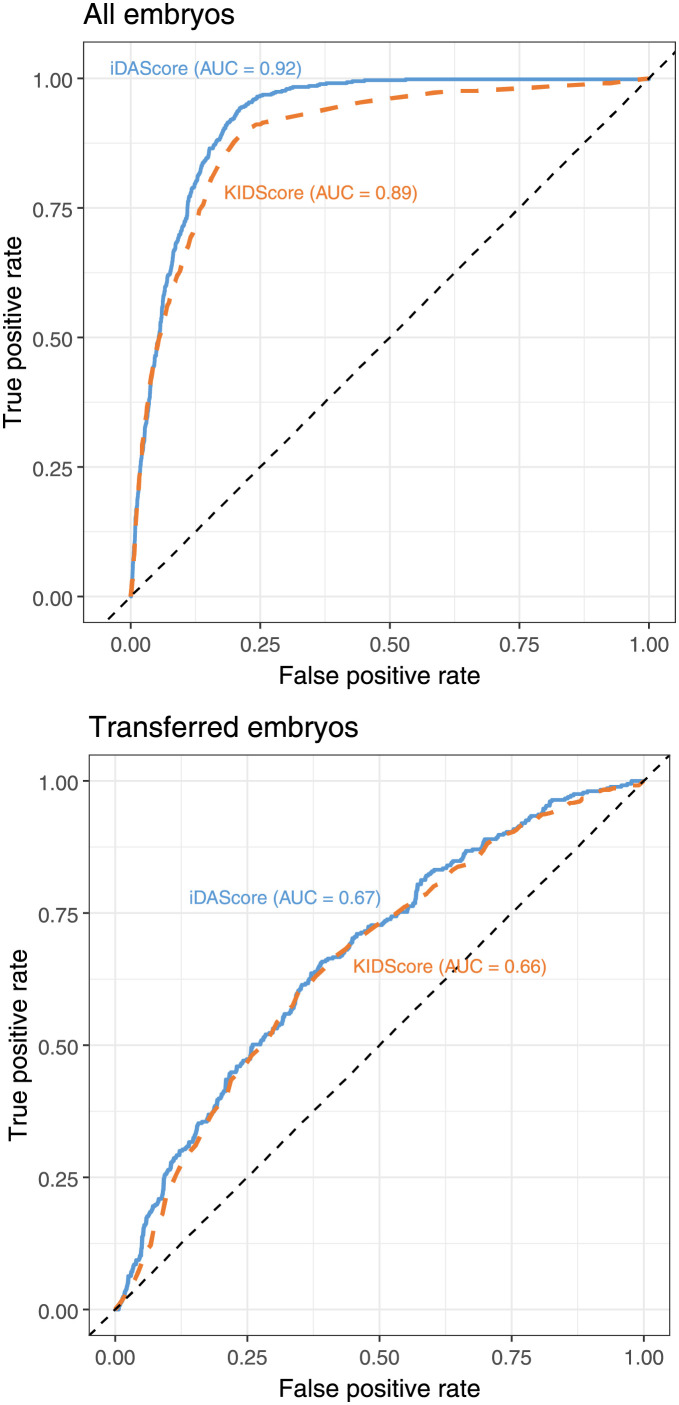 All embryos
iDAScore (AUC = 0.92)
KIDScore (AUC = 0.89)
True positive rate
1.00
0.75
0.50
0.25
0.00
0.00 0.25 0.50 0.75 1.00
False positive rate
Transferred embryos
iDAScore (AUC = 0.67)
KIDScore (AUC = 0.66)
True positive rate
1.00
0.75
0.50
0.25
0.00
0.00 0.25 0.50 0.75 1.00
False positive rate